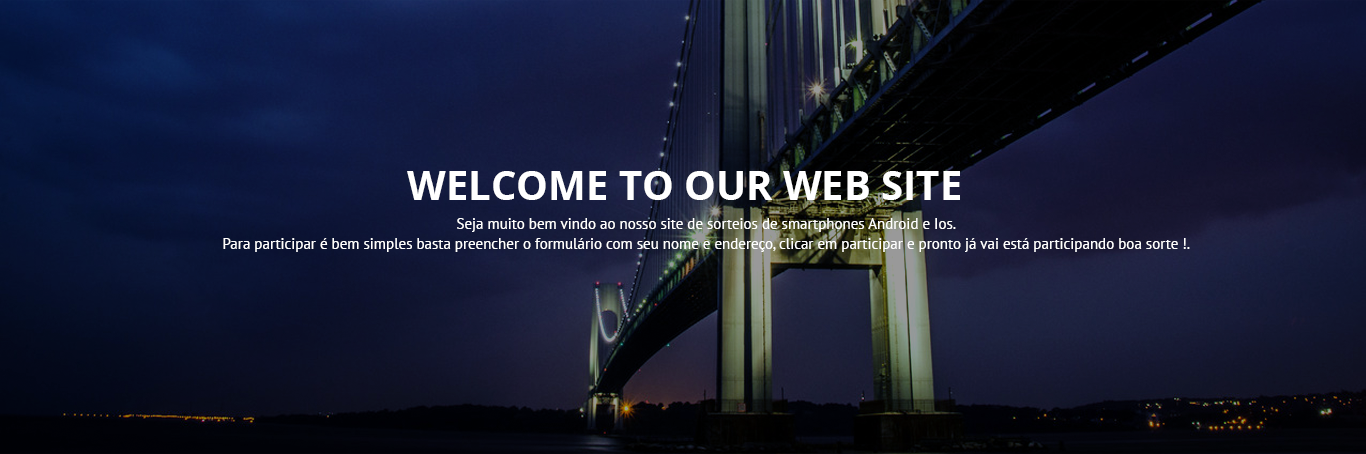 WELCOME TO OUR WEB SITE
Seja muito bem vindo ao nosso site de sorteios de smartphones Android e Ios.
Para participar é bem simples basta preencher o formulário com seu nome e endereço, clicar em participar e pronto já vai está participando boa sorte !.